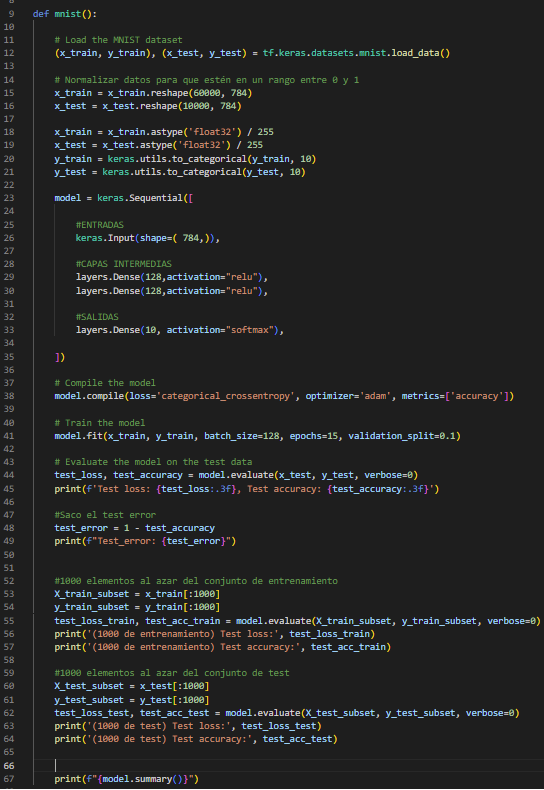 9 def mnist():
10
11 # Load the MNIST dataset
12 (x_train, y_train), (x_test, y_test) = tf.keras.datasets.mnist.load_data()
13
14 # Normalizar datos para que estén en un rango entre 0 y 1
15 x_train = x_train.reshape(60000, 784)
16 x_test = x_test.reshape(10000, 784)
17
18 x_train = x_train.astype('float32') / 255
19 x_test = x_test.astype('float32') / 255
20 y_train = keras.utils.to_categorical(y_train, 10)
21 y_test = keras.utils.to_categorical(y_test, 10)
22
23 model = keras.Sequential([
24
25 #ENTRADAS
26 keras.Input(shape=( 784,)),
27
28 #CAPAS INTERMEDIAS
29 layers.Dense(128,activation="relu"),
30 layers.Dense(128,activation="relu"),
31
32 #SALIDAS
33 layers.Dense(10, activation="softmax"),
34
35 ])
36
37 # Compile the model
38 model.compile(loss='categorical_crossentropy', optimizer='adam', metrics=['accuracy'])
39
40 # Train the model
41 model.fit(x_train, y_train, batch_size=128, epochs=15, validation_split=0.1)
42
43 # Evaluate the model on the test data
44 test_loss, test_accuracy = model.evaluate(x_test, y_test, verbose=0)
45 print(f'Test loss: {test_loss:.3f}, Test accuracy: {test_accuracy:.3f}')
46
47 #Saco el test error
48 test_error = 1 - test_accuracy
49 print(f"Test_error: {test_error}")
50
51
52 #1000 elementos al azar del conjunto de entrenamiento
53 X_train_subset = x_train[:1000]
54 y_train_subset = y_train[:1000]
55 test_loss_train, test_acc_train = model.evaluate(X_train_subset, y_train_subset, verbose=0)
56 print('(1000 de entrenamiento) Test loss:', test_loss_train)
57 print('(1000 de entrenamiento) Test accuracy:', test_acc_train)
58
59 #1000 elementos al azar del conjunto de test
60 X_test_subset = x_test[:1000]
61 y_test_subset = y_test[:1000]
62 test_loss_test, test_acc_test = model.evaluate(X_test_subset, y_test_subset, verbose=0)
63 print('(1000 de test) Test loss:', test_loss_test)
64 print('(1000 de test) Test accuracy:', test_acc_test)
65
66
67 print(f"{model.summary()}")